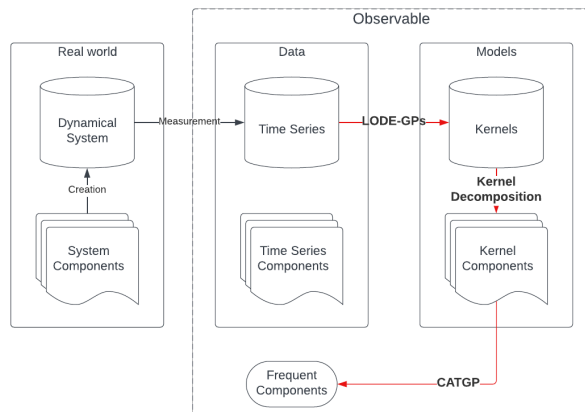 Observable
Real world
Data
Models
Dynamical
System
Measurement
Time Series
LODE-GPs
Kernels
Creation
Kernel
Decomposition
System
Components
Time Series
Components
Kernel
Components
Frequent
Components
CATGP